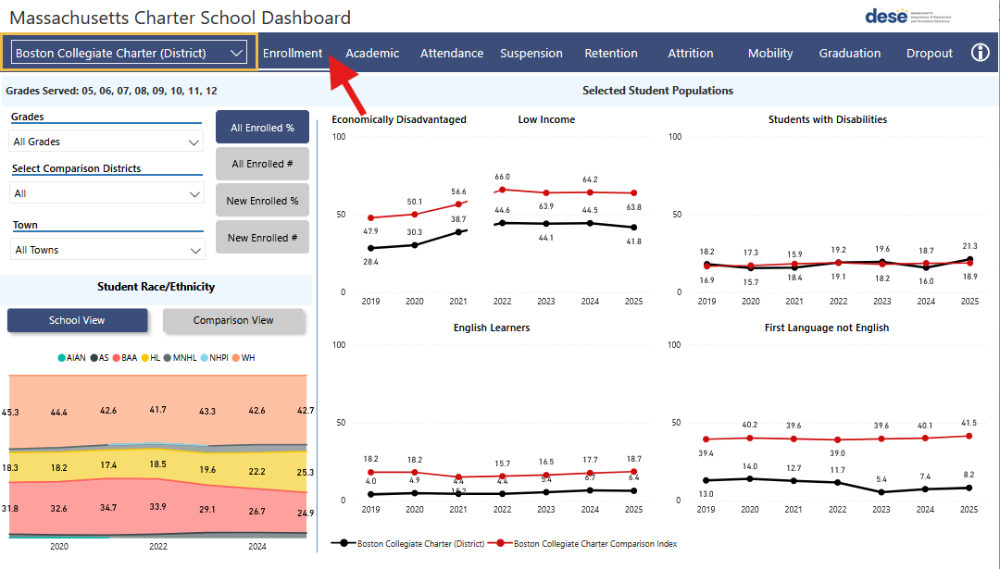 Massachusetts Charter School Dashboard
dese
MASSACHUSETTS
Department of Elementary
and Secondary Education
Boston Collegiate Charter (District)
Enrollment
Academic
Attendance
Suspension
Retention
Attrition
Mobility
Graduation
Dropout
Grades Served: 05, 06, 07, 08, 09, 10, 11, 12
Selected Student Populations
Grades
All Grades
Select Comparison Districts
All
Town
All Towns
All Enrolled %
All Enrolled #
New Enrolled %
New Enrolled #
Student Race/Ethnicity
School View
Comparison View
AIAN AS BAA HL MNHL NHPI WH
45.3 44.4 42.6 41.7 43.3 42.6 42.7
18.3 18.2 17.4 18.5 19.6 22.2 25.3
31.8 32.6 34.7 33.9 29.1 26.7 24.9
2020 2022 2024
Economically Disadvantaged
Low Income
100
50
0
47.9 50.1 56.6 66.0 63.9 64.2 63.8
28.4 30.3 38.7 44.6 44.1 44.5 41.8
2019 2020 2021 2022 2023 2024 2025
Students with Disabilities
100
50
0
18.2 17.3 15.9 19.2 19.6 18.7 21.3
16.9 15.7 18.4 19.1 18.2 16.0 18.9
2019 2020 2021 2022 2023 2024 2025
English Learners
100
50
0
18.2 18.2 15.2 15.7 16.5 17.7 18.7
4.0 4.9 4.4 4.4 5.4 6.7 6.4
2019 2020 2021 2022 2023 2024 2025
First Language not English
100
50
0
39.4 40.2 39.6 39.0 39.6 40.1 41.5
13.0 14.0 12.7 11.7 5.4 7.4 8.2
2019 2020 2021 2022 2023 2024 2025
Boston Collegiate Charter (District)
Boston Collegiate Charter Comparison Index